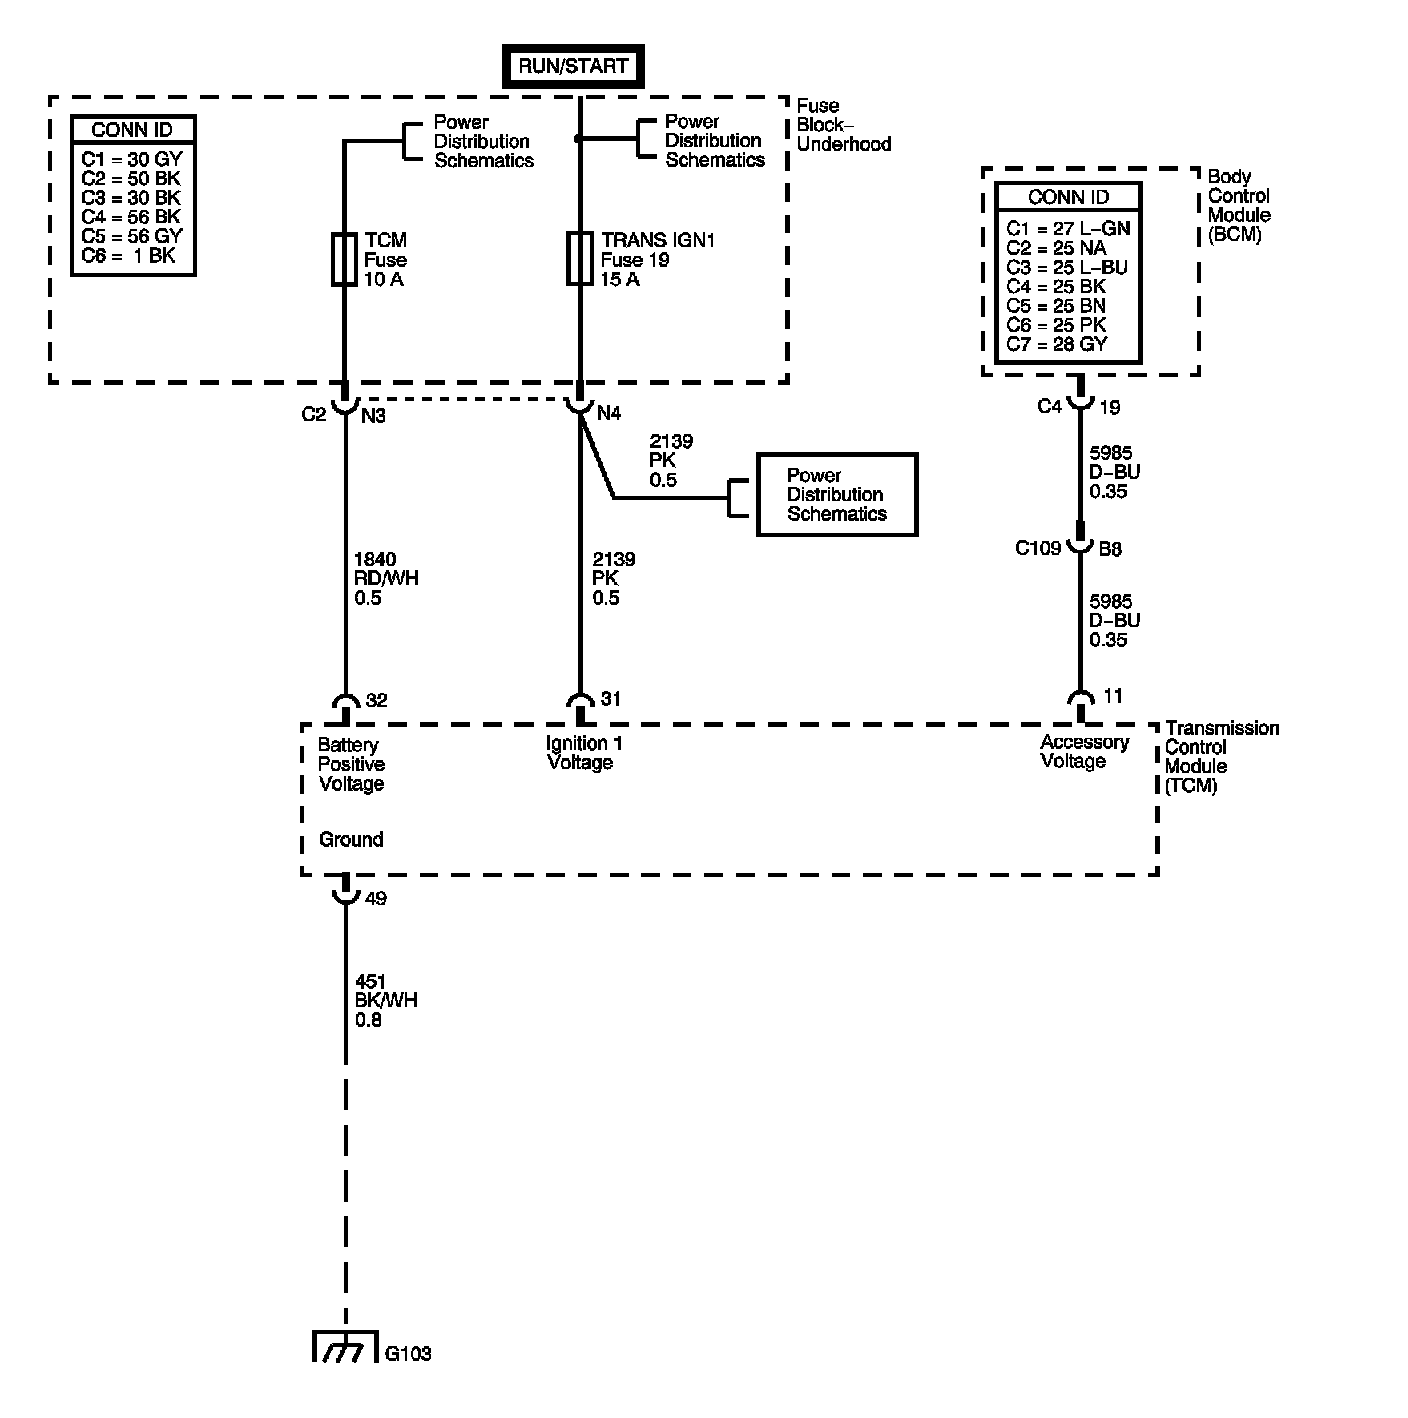 RUN/START
CONN ID
C1 = 30 GY
C2 = 50 BK
C3 = 30 BK
C4 = 56 BK
C5 = 56 GY
C6 = 1 BK
Power
Distribution
Schematics
Power
Distribution
Schematics
Fuse
Block–
Underhood
TCM
Fuse
10 A
TRANS IGN1
Fuse 19
15 A
CONN ID
C1 = 27 L–GN
C2 = 25 NA
C3 = 25 L–BU
C4 = 25 BK
C5 = 25 BN
C6 = 25 PK
C7 = 28 GY
Body
Control
Module
(BCM)
C2
N3
N4
C4
19
2139
PK
0.5
Power
Distribution
Schematics
5985
D–BU
0.35
C109
B8
1840
RD/WH
0.5
2139
PK
0.5
5985
D–BU
0.35
32
31
11
Battery
Positive
Voltage
Ignition 1
Voltage
Accessory
Voltage
Transmission
Control
Module
(TCM)
Ground
49
451
BK/WH
0.8
G103